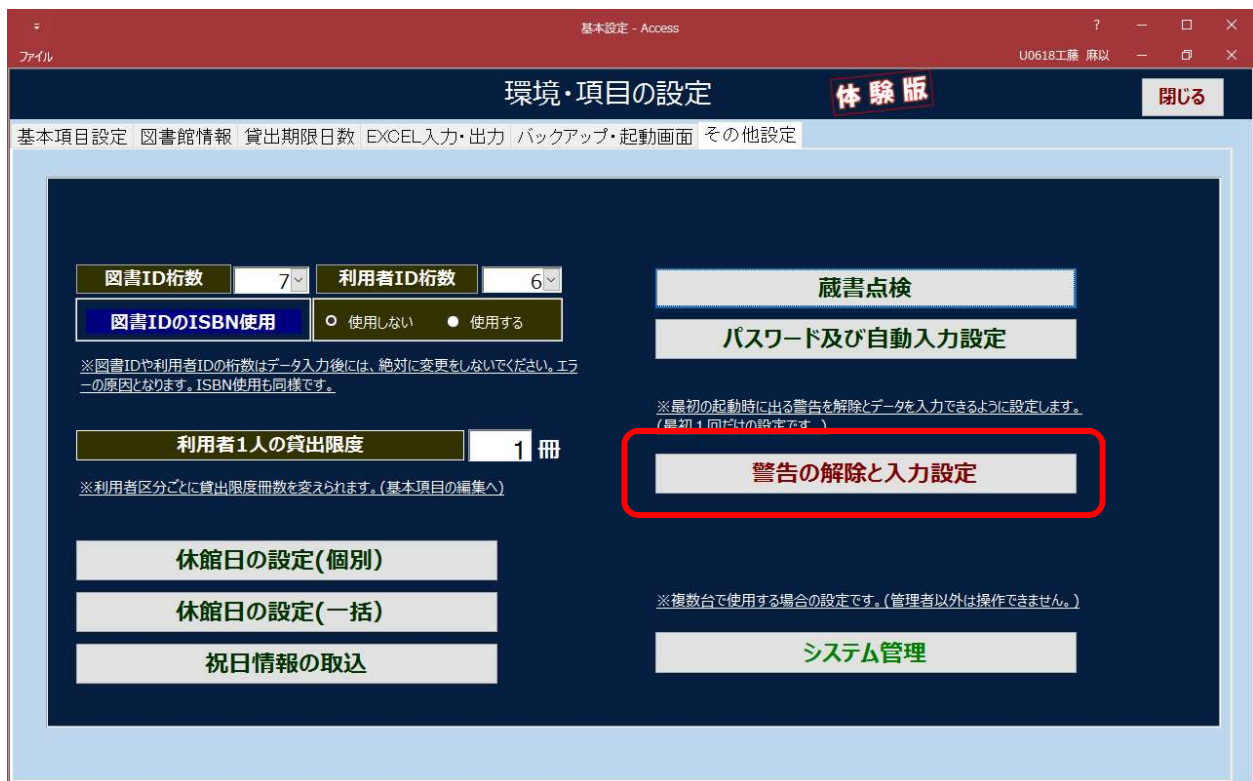 基本設定 - Access
ファイル
U0618工藤 麻以
環境・項目の設定
体験版
閉じる
基本項目設定 図書館情報 貸出期限日数 EXCEL入力・出力 バックアップ・起動画面 その他設定
図書ID桁数 7 利用者ID桁数 6
図書IDのISBN使用 使用しない 使用する
※図書IDや利用者IDの桁数はデータ入力後には、絶対に変更をしないでください。エラ
ーの原因となります。ISBN使用も同様です。
利用者1人の貸出限度 1 冊
※利用者区分ごとに貸出限度冊数を変えられます。(基本項目の編集へ)
休館日の設定(個別)
休館日の設定(一括)
祝日情報の取込
蔵書点検
パスワード及び自動入力設定
※最初の起動時に出る警告を解除とデータを入力できるように設定します。
(最初1回だけの設定です。)
警告の解除と入力設定
※複数台で使用する場合の設定です。(管理者以外は操作できません。)
システム管理